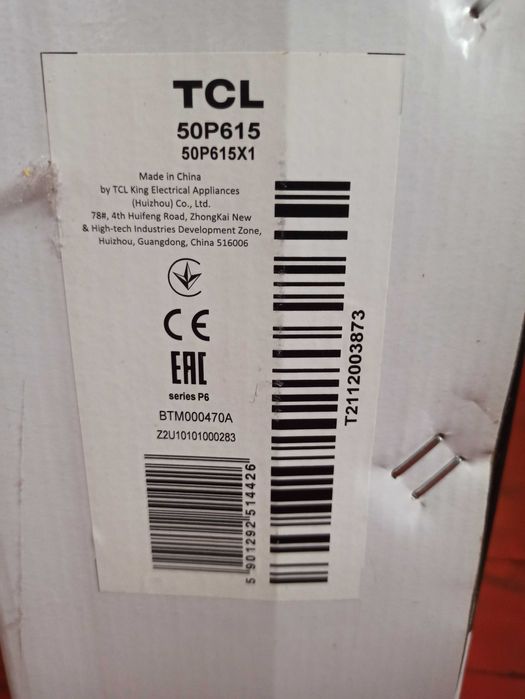 TCL
50P615
50P615X1
Made in China
by TCL King Electrical Appliances
(Huizhou) Co., Ltd.
78#, 4th Huifeng Road, ZhongKai New
& High-tech Industries Development Zone,
Huizhou, Guangdong, China 516006
CE
EAC
series P6
BTM000470A
Z2U10101000283
5 901292 514426
T2112003873